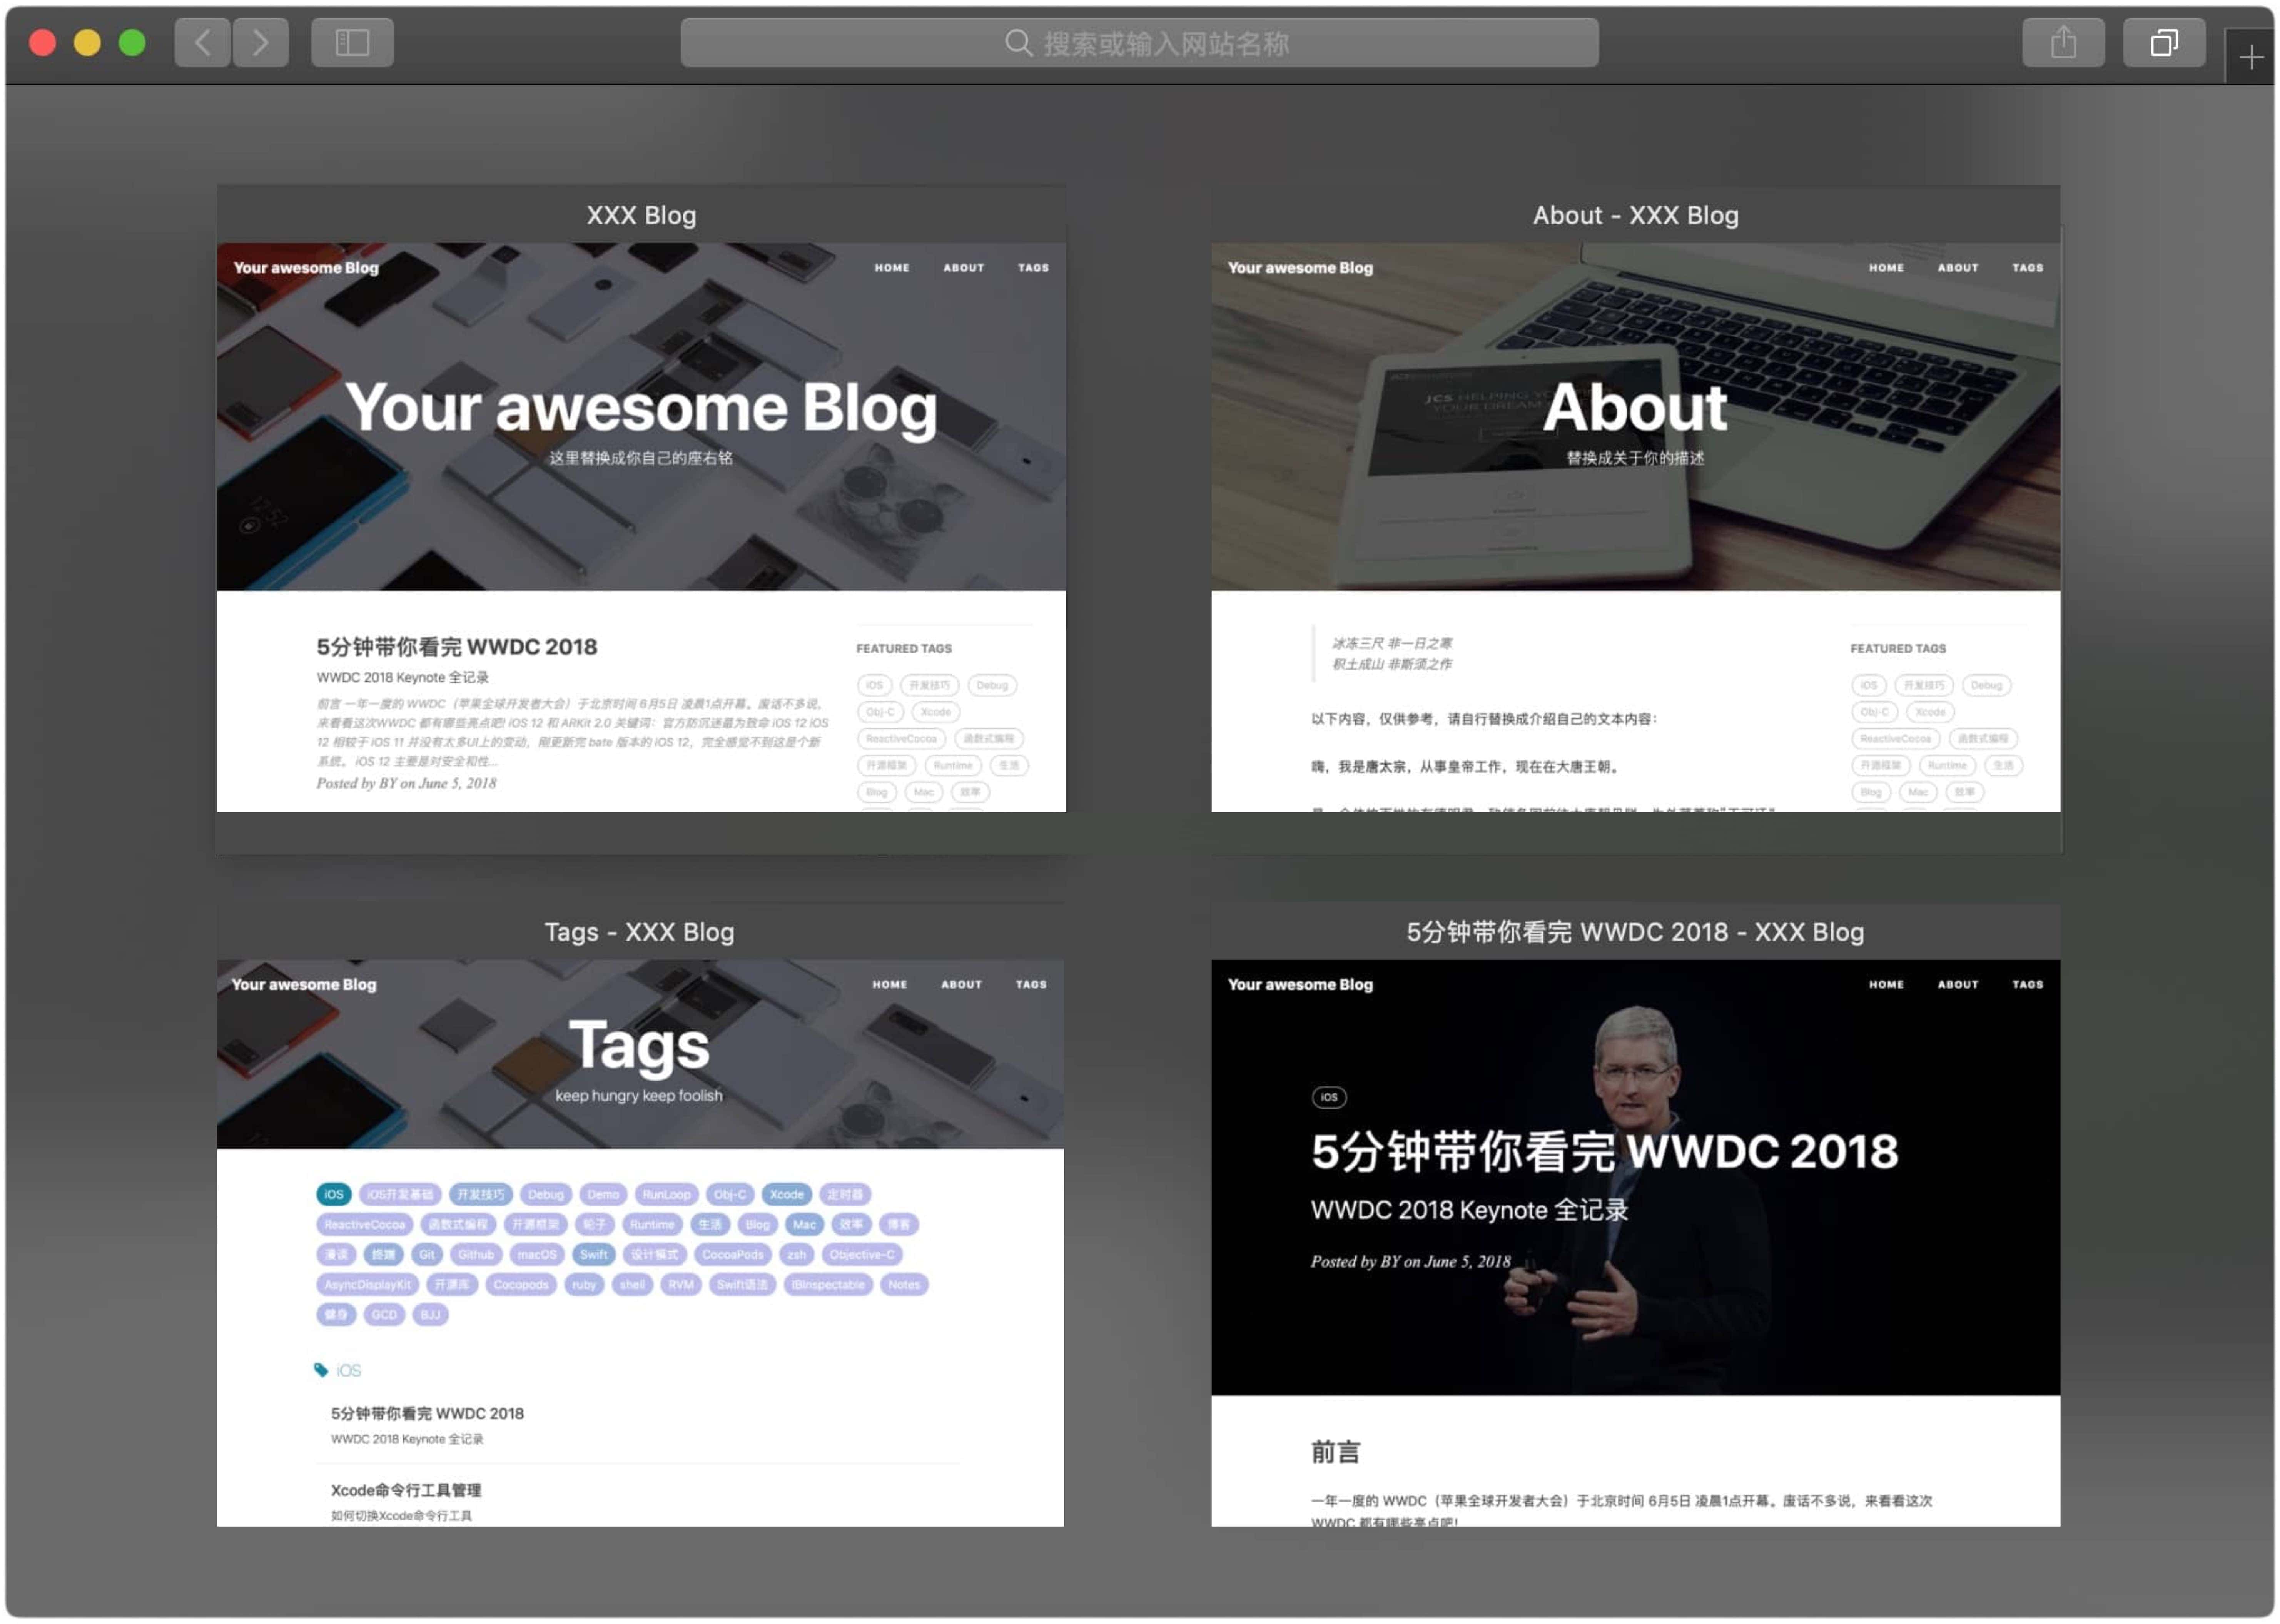 搜索或输入网站名称
XXX Blog
Your awesome Blog
HOME ABOUT TAGS
Your awesome Blog
这里替换成你自己的座右铭
5分钟带你看完 WWDC 2018
WWDC 2018 Keynote 全记录
前言 一年一度的 WWDC（苹果全球开发者大会）于北京时间 6月5日 凌晨1点开幕。废话不多说，
来看看这次WWDC 都有哪些亮点吧! iOS 12 和 ARKit 2.0 关键词：官方防沉迷最为致命 iOS 12 iOS
12 相较于 iOS 11 并没有太多UI上的变动，刚更新完 bate 版本的 iOS 12，完全感觉不到这是个新
系统。 iOS 12 主要是对安全和性...
Posted by BY on June 5, 2018
FEATURED TAGS
iOS 开发技巧 Debug
Obj-C Xcode
ReactiveCocoa 函数式编程
开源框架 Runtime 生活
Blog Mac 效率
About - XXX Blog
Your awesome Blog
HOME ABOUT TAGS
JCS HELPING
YOUR DREAM
About
替换成关于你的描述
冰冻三尺 非一日之寒
积土成山 非斯须之作
以下内容，仅供参考，请自行替换成介绍自己的文本内容：
嗨，我是唐太宗，从事皇帝工作，现在在大唐王朝。
FEATURED TAGS
iOS 开发技巧 Debug
Obj-C Xcode
ReactiveCocoa 函数式编程
开源框架 Runtime 生活
Blog Mac 效率
Tags - XXX Blog
Your awesome Blog
HOME ABOUT TAGS
Tags
keep hungry keep foolish
iOS iOS开发基础 开发技巧 Debug Demo RunLoop Obj-C Xcode 定时器
ReactiveCocoa 函数式编程 开源框架 轮子 Runtime 生活 Blog Mac 效率 博客
漫谈 终端 Git Github macOS Swift 设计模式 CocoaPods zsh Objective-C
AsyncDisplayKit 开源库 Cocopods ruby shell RVM Swift语法 IBInspectable Notes
健身 GCD BJJ
iOS
5分钟带你看完 WWDC 2018
WWDC 2018 Keynote 全记录
Xcode命令行工具管理
如何切换Xcode命令行工具
5分钟带你看完 WWDC 2018 - XXX Blog
Your awesome Blog
HOME ABOUT TAGS
iOS
5分钟带你看完 WWDC 2018
WWDC 2018 Keynote 全记录
Posted by BY on June 5, 2018
前言
一年一度的 WWDC（苹果全球开发者大会）于北京时间 6月5日 凌晨1点开幕。废话不多说，来看看这次
WWDC 都有哪些亮点吧!